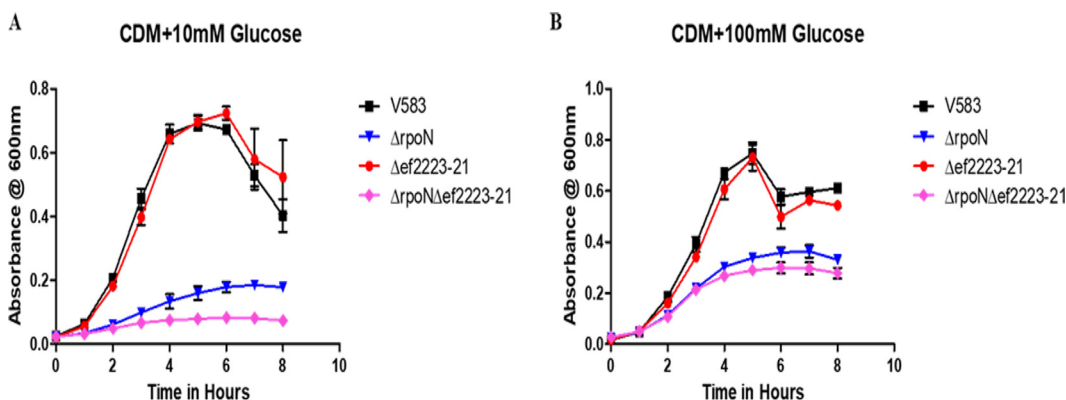 A
CDM+10mM Glucose
Absorbance @ 600nm
0.8
0.6
0.4
0.2
0.0
0 2 4 6 8 10
Time in Hours
V583
ΔrpoN
Δef2223-21
ΔrpoNΔef2223-21
B
CDM+100mM Glucose
Absorbance @ 600nm
1.0
0.8
0.6
0.4
0.2
0.0
0 2 4 6 8 10
Time in Hours
V583
ΔrpoN
Δef2223-21
ΔrpoNΔef2223-21